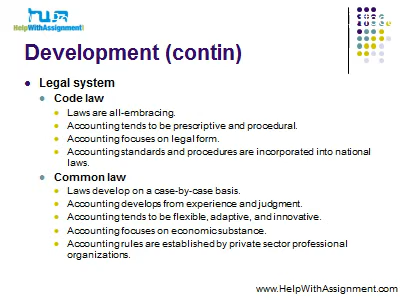 HelpWithAssignment
Development (contin)
Legal system
Code law
Laws are all-embracing.
Accounting tends to be prescriptive and procedural.
Accounting focuses on legal form.
Accounting standards and procedures are incorporated into national
laws.
Common law
Laws develop on a case-by-case basis.
Accounting develops from experience and judgment.
Accounting tends to be flexible, adaptive, and innovative.
Accounting focuses on economic substance.
Accounting rules are established by private sector professional
organizations.
www.HelpWithAssignment.com